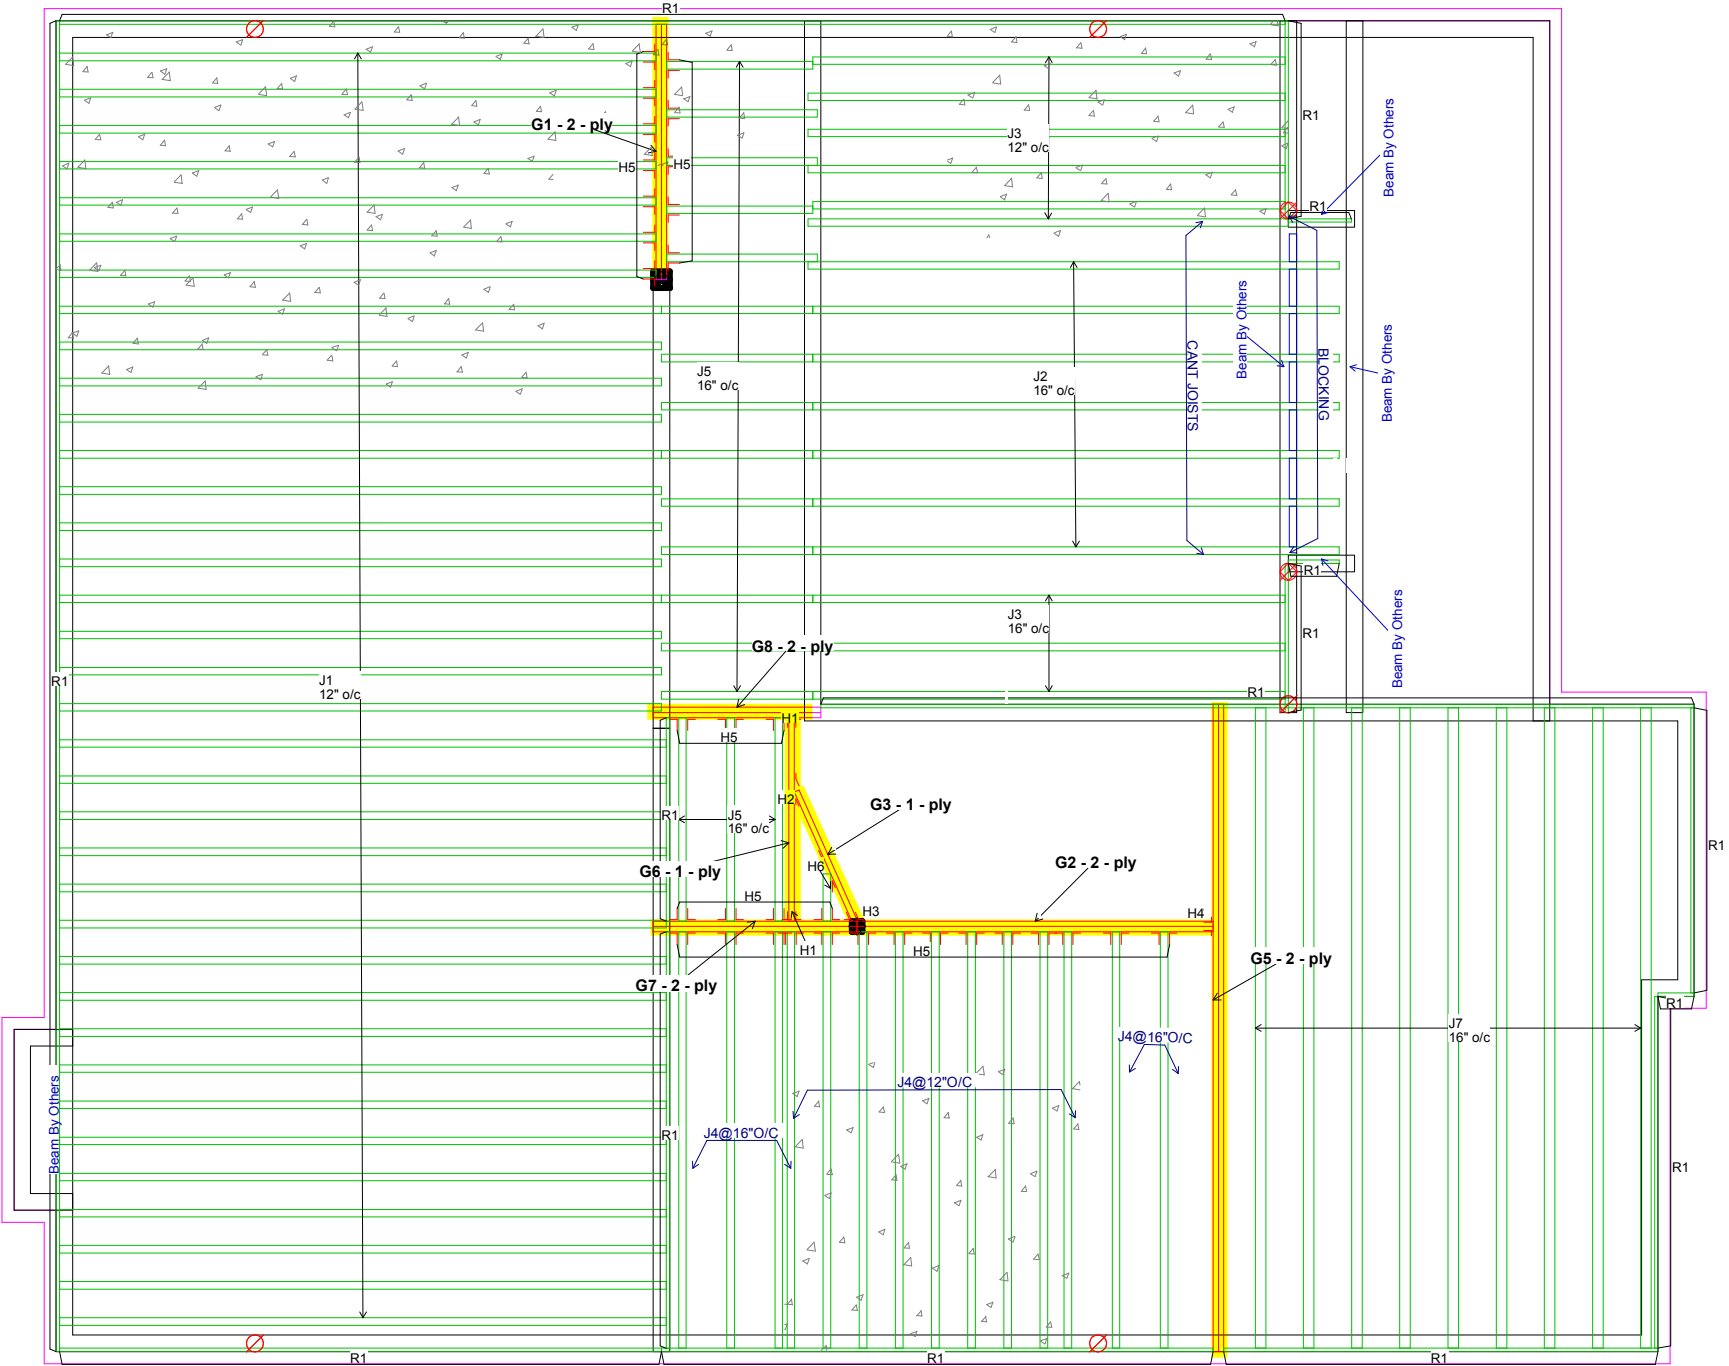 R1
R1
G1 - 2 - ply
H5
H5
J3
12" o/c
Beam By Others
R1
Beam By Others
Beam By Others
CANT. JOISTS
BLOCKING
J5
16" o/c
J2
16" o/c
R1
J3
16" o/c
R1
Beam By Others
G8 - 2 - ply
R1
J1
12" o/c
R1
H1
H5
H2
G3 - 1 - ply
R1
J5
16" o/c
R1
G6 - 1 - ply
H6
G2 - 2 - ply
H5
H3
H4
H1
H5
G5 - 2 - ply
G7 - 2 - ply
R1
J7
16" o/c
J4@16"O/C
J4@12"O/C
Beam By Others
J4@16"O/C
R1
R1
R1
R1
R1